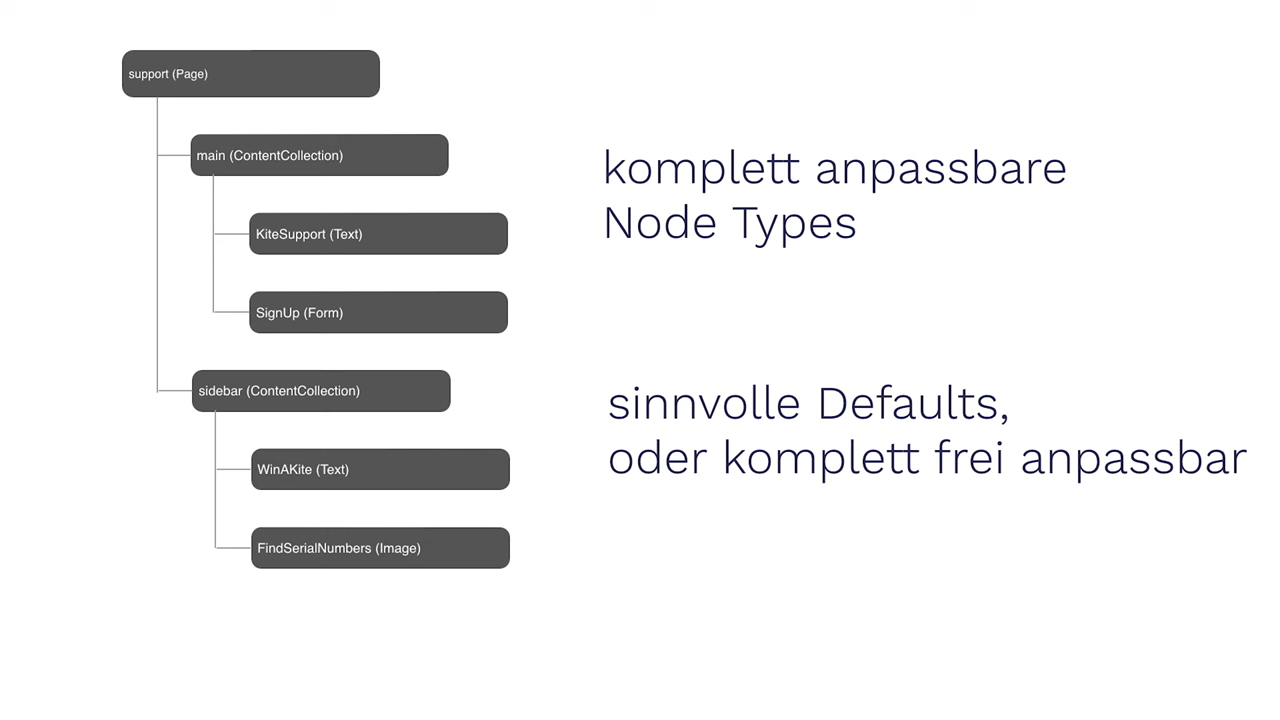 support (Page)
main (ContentCollection)
KiteSupport (Text)
SignUp (Form)
sidebar (ContentCollection)
WinAKite (Text)
FindSerialNumbers (Image)
komplett anpassbare
Node Types
sinnvolle Defaults,
oder komplett frei anpassbar